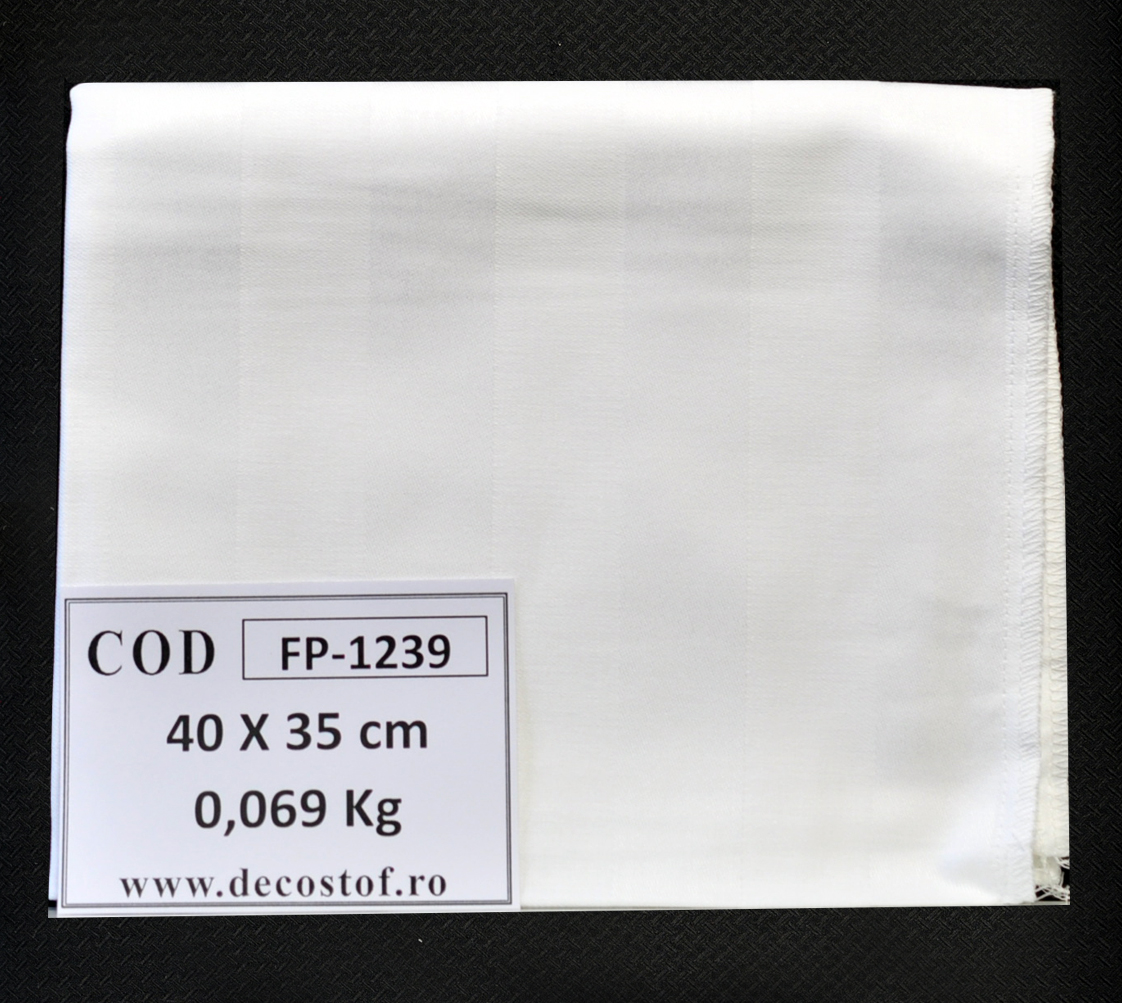 COD FP-1239
40 X 35 cm
0,069 Kg
www.decostof.ro